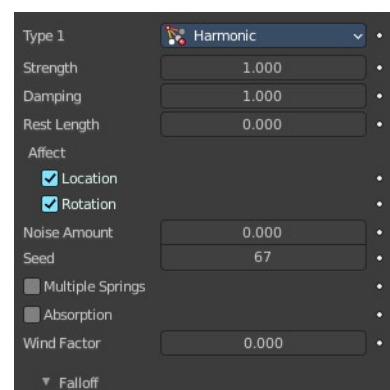 Type 1 Harmonic
Strength 1.000
Damping 1.000
Rest Length 0.000
Affect
Location
Rotation
Noise Amount 0.000
Seed 67
Multiple Springs
Absorption
Wind Factor 0.000
Falloff